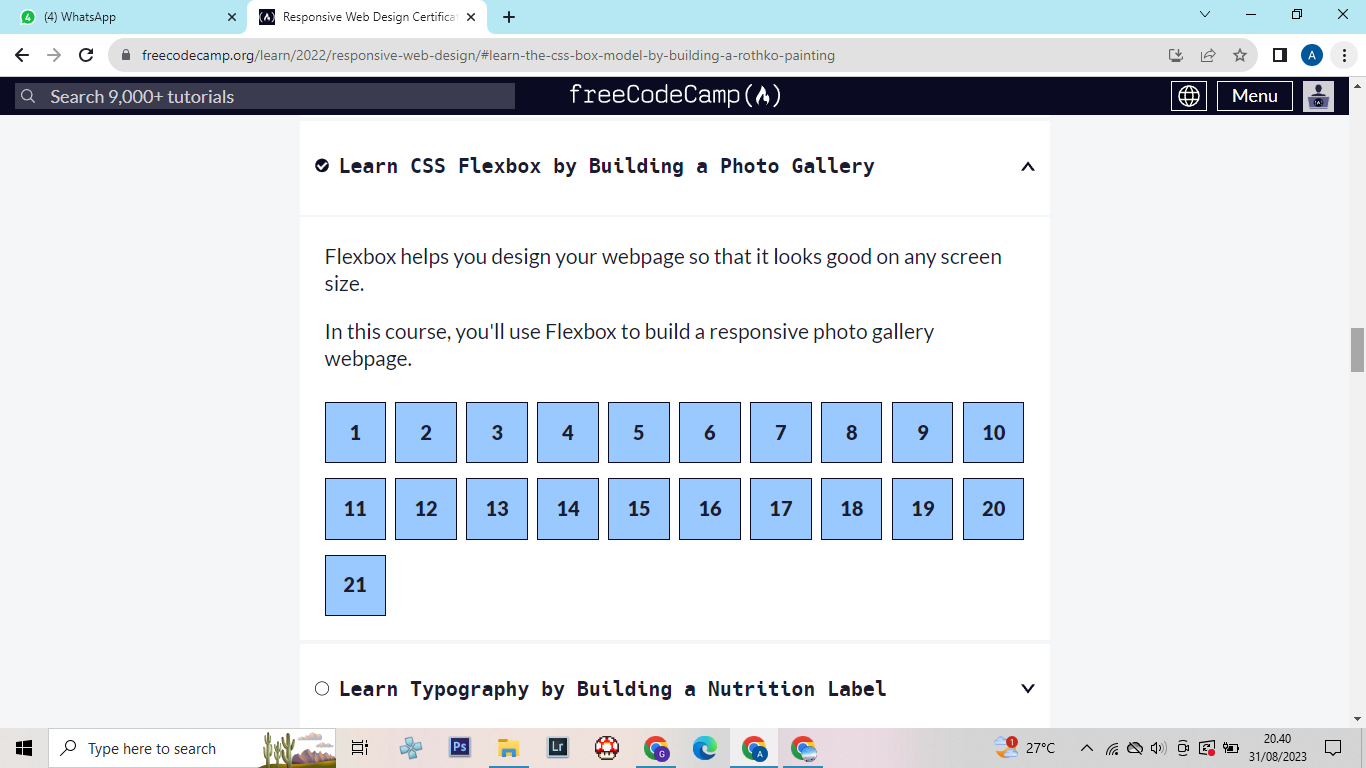 (4) WhatsApp
Responsive Web Design Certificat
freecodecamp.org/learn/2022/responsive-web-design/#learn-the-css-box-model-by-building-a-rothko-painting
A
Search 9,000+ tutorials
freeCodeCamp
Menu
Learn CSS Flexbox by Building a Photo Gallery
Flexbox helps you design your webpage so that it looks good on any screen
size.
In this course, you'll use Flexbox to build a responsive photo gallery
webpage.
1 2 3 4 5 6 7 8 9 10
11 12 13 14 15 16 17 18 19 20
21
Learn Typography by Building a Nutrition Label
Type here to search
Ps
Lr
G
A
1
27°C
20.40
31/08/2023